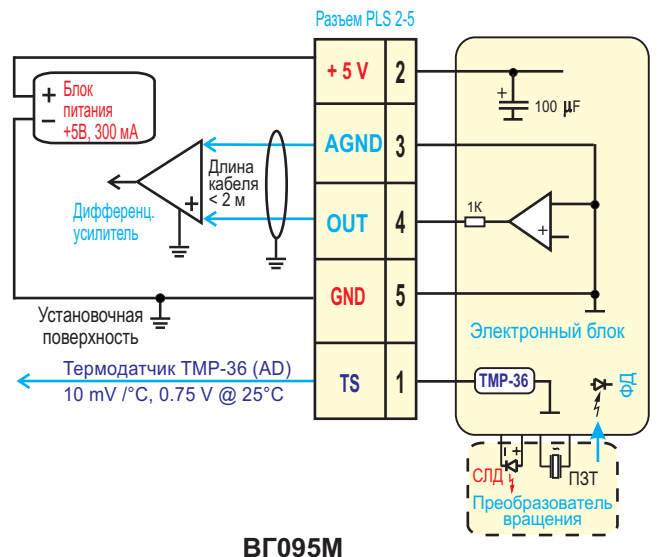 Разъем PLS 2-5
+ 5 V
2
+
100 µF
+
Блок
–
питания
+5В, 300 мА
AGND
3
Длина
кабеля
< 2 м
+
Дифференц.
усилитель
OUT
4
1К
+
GND
5
Установочная
поверхность
Электронный блок
Термодатчик TMP-36 (AD)
10 mV /°C, 0.75 V @ 25°C
TS
1
TMP-36
ФД
– +
~
СЛД
ПЗТ
Преобразователь
вращения
ВГ095М